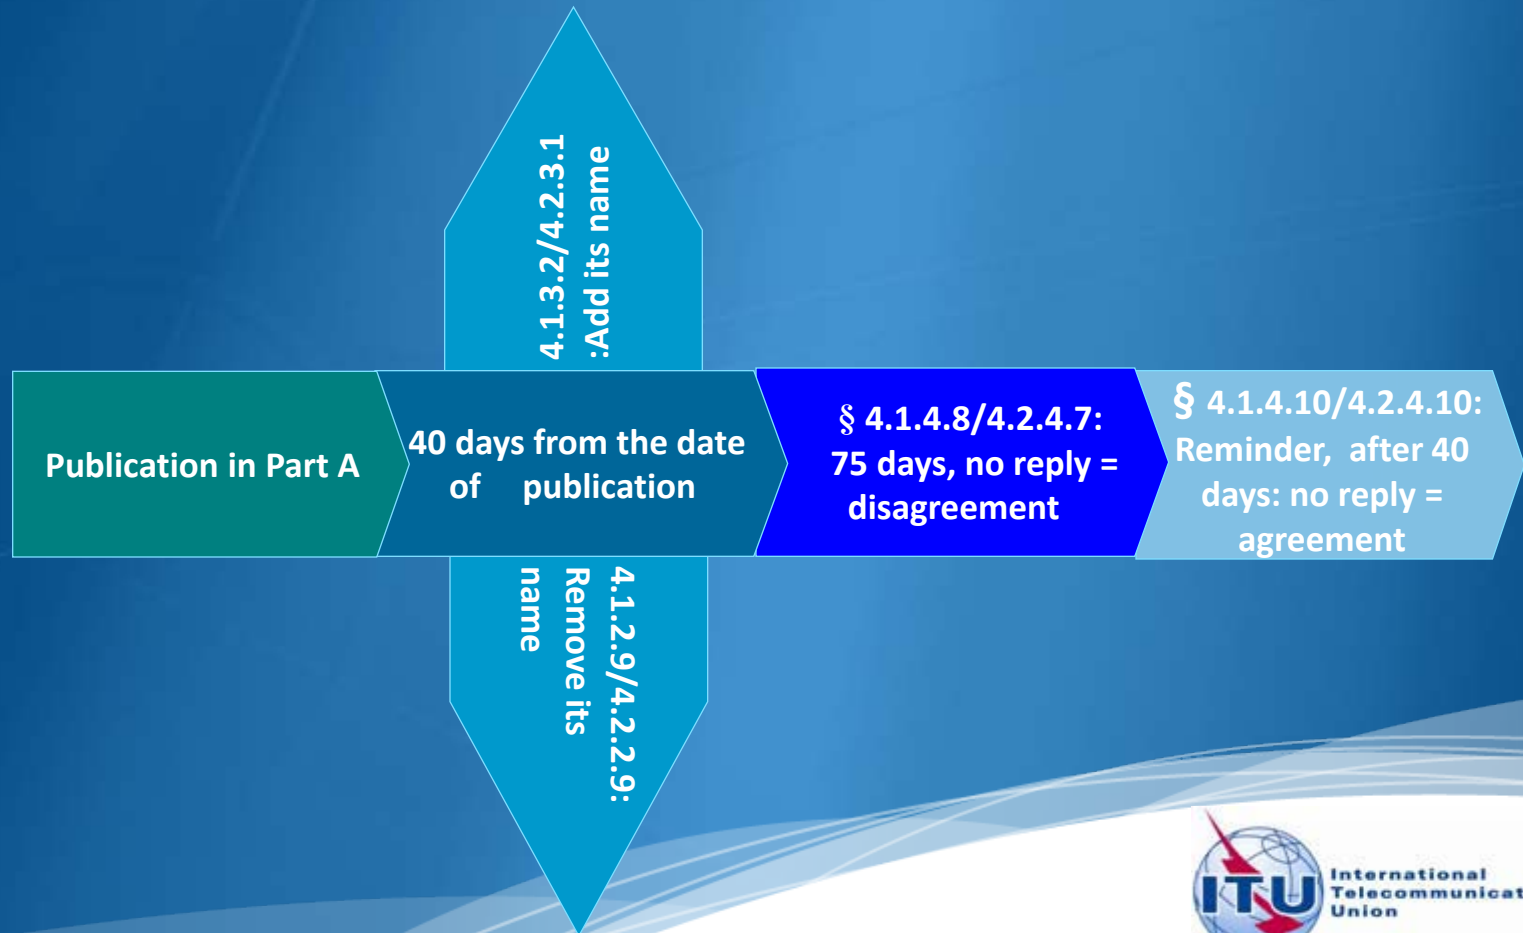 4.1.3.2/4.2.3.1
:Add its name
Publication in Part A
40 days from the date
of publication
§ 4.1.4.8/4.2.4.7:
75 days, no reply =
disagreement
§ 4.1.4.10/4.2.4.10:
Reminder, after 40
days: no reply =
agreement
4.1.2.9/4.2.2.9:
Remove its
name
ITU
International
Telecommunicat
Union